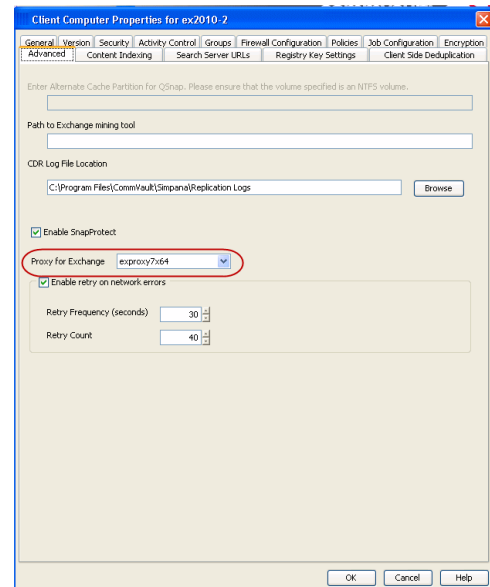 Client Computer Properties for ex2010-2
General Version Security Activity Control Groups Firewall Configuration Policies Job Configuration Encryption
Advanced Content Indexing Search Server URLs Registry Key Settings Client Side Deduplication
Enter Alternate Cache Partition for QSnap. Please ensure that the volume specified is an NTFS volume.
Path to Exchange mining tool
CDR Log File Location
C:\Program Files\CommVault\Simpana\Replication Logs Browse
Enable SnapProtect
Proxy for Exchange exproxy7x64
Enable retry on network errors
Retry Frequency (seconds) 30
Retry Count 40
OK Cancel Help